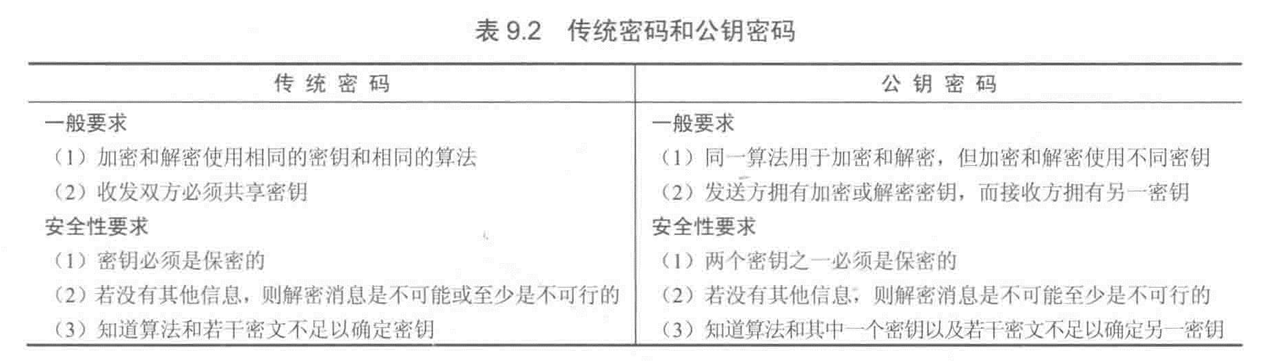 表 9.2 传统密码和公钥密码
传统密码
公钥密码
一般要求
（1）加密和解密使用相同的密钥和相同的算法
（2）收发双方必须共享密钥
安全性要求
（1）密钥必须是保密的
（2）若没有其他信息，则解密消息是不可能或至少是不可行的
（3）知道算法和若干密文不足以确定密钥
一般要求
（1）同一算法用于加密和解密，但加密和解密使用不同密钥
（2）发送方拥有加密或解密密钥，而接收方拥有另一密钥
安全性要求
（1）两个密钥之一必须是保密的
（2）若没有其他信息，则解密消息是不可能至少是不可行的
（3）知道算法和其中一个密钥以及若干密文不足以确定另一密钥